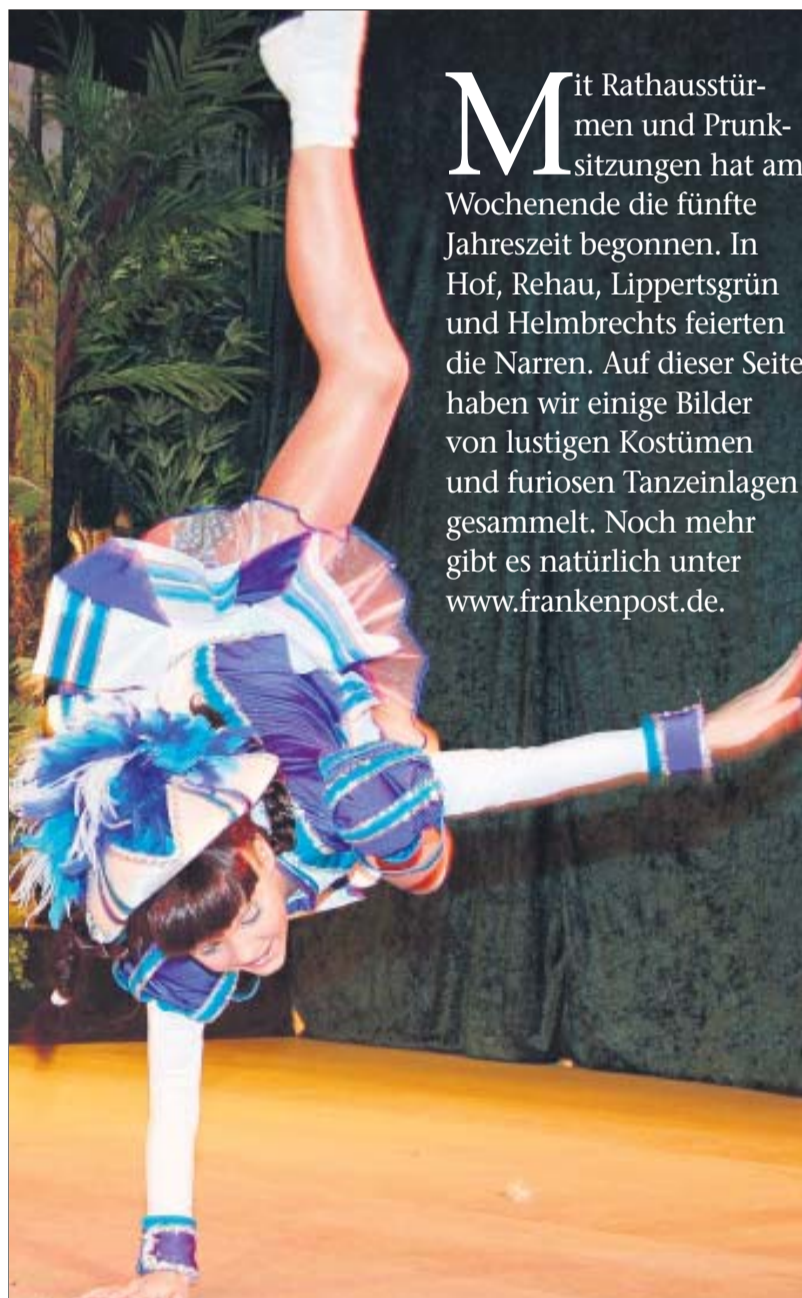 Mit Rathausstür-
men und Prunk-
sitzungen hat am
Wochenende die fünfte
Jahreszeit begonnen. In
Hof, Rehau, Lippertsgrün
und Helmbrechts feierten
die Narren. Auf dieser Seite
haben wir einige Bilder
von lustigen Kostümen
und furiosen Tanzeinlagen
gesammelt. Noch mehr
gibt es natürlich unter
www.frankenpost.de.